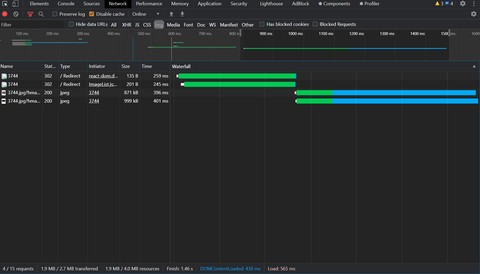 Elements Console Sources Network Performance Memory Application Security Lighthouse AdBlock Components Profiler 3 4
Preserve log Disable cache Online
Filter Hide data URLs All XHR JS CSS Img Media Font Doc WS Manifest Other Has blocked cookies Blocked Requests
100 ms 200 ms 300 ms 400 ms 500 ms 600 ms 700 ms 800 ms 900 ms 1000 ms 1100 ms 1200 ms 1300 ms 1400 ms
Name Stat... Type Initiator Size Time Waterfall
3744 302 / Redirect react-dom.d... 135 B 259 ms
3744 302 / Redirect ImageList.jsc... 201 B 245 ms
3744.jpg?hma... 200 jpeg 3744 871 kB 396 ms
3744.jpg?hma... 200 jpeg 3744 999 kB 401 ms
4 / 15 requests 1.9 MB / 2.7 MB transferred 1.9 MB / 4.0 MB resources Finish: 1.46 s DOMContentLoaded: 438 ms Load: 565 ms